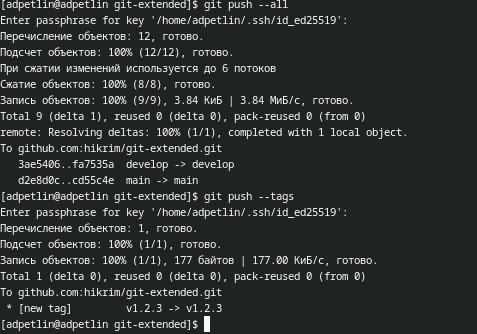 [adpetlin@adpetlin git-extended]$ git push --all
Enter passphrase for key '/home/adpetlin/.ssh/id_ed25519':
Перечисление объектов: 12, готово.
Подсчет объектов: 100% (12/12), готово.
При сжатии изменений используется до 6 потоков
Сжатие объектов: 100% (8/8), готово.
Запись объектов: 100% (9/9), 3.84 КиБ | 3.84 МиБ/с, готово.
Total 9 (delta 1), reused 0 (delta 0), pack-reused 0 (from 0)
remote: Resolving deltas: 100% (1/1), completed with 1 local object.
To github.com:hikrim/git-extended.git
   3ae5406..fa7535a  develop -> develop
   d2e8d0c..cd55c4e  main -> main
[adpetlin@adpetlin git-extended]$ git push --tags
Enter passphrase for key '/home/adpetlin/.ssh/id_ed25519':
Перечисление объектов: 1, готово.
Подсчет объектов: 100% (1/1), готово.
Запись объектов: 100% (1/1), 177 байтов | 177.00 КиБ/с, готово.
Total 1 (delta 0), reused 0 (delta 0), pack-reused 0 (from 0)
To github.com:hikrim/git-extended.git
 * [new tag]         v1.2.3 -> v1.2.3
[adpetlin@adpetlin git-extended]$